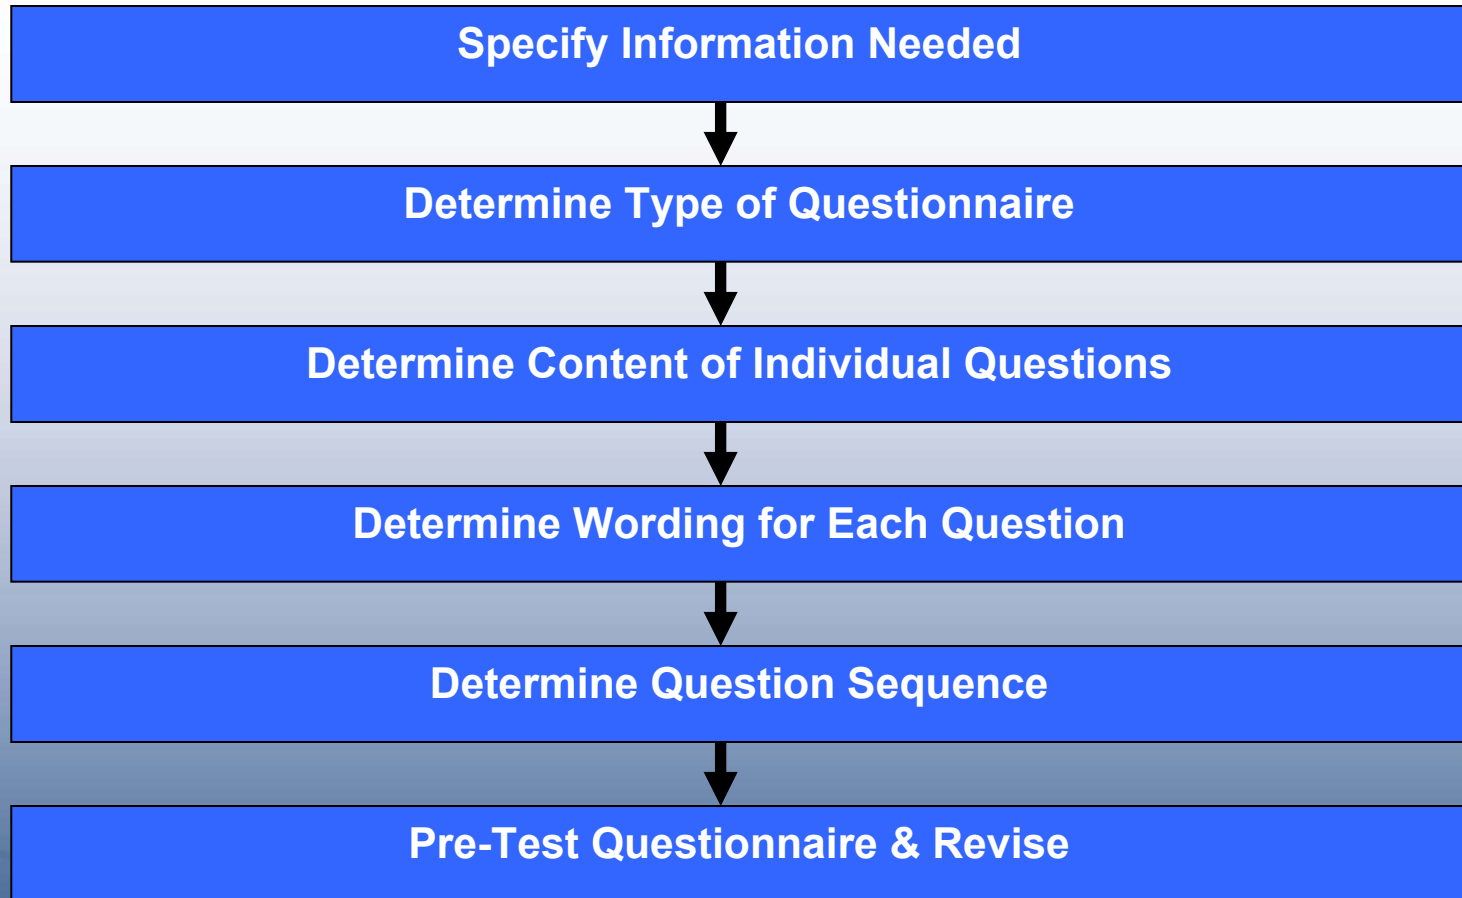 Specify Information Needed
Determine Type of Questionnaire
Determine Content of Individual Questions
Determine Wording for Each Question
Determine Question Sequence
Pre-Test Questionnaire & Revise